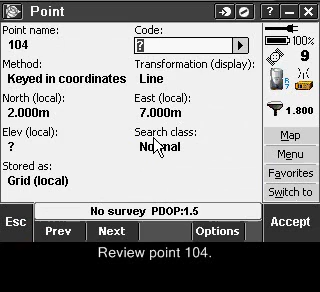 Point
Point name: Code:
104 ?
Method: Transformation (display):
Keyed in coordinates Line
North (local): East (local):
2.000m 7.000m
Elev (local): Search class:
? Normal
Stored as:
Grid (local)
100%
9
1.800
Map
Menu
Favorites
Switch to
Esc No survey PDOP:1.5 Accept
Prev Next Options
Review point 104.